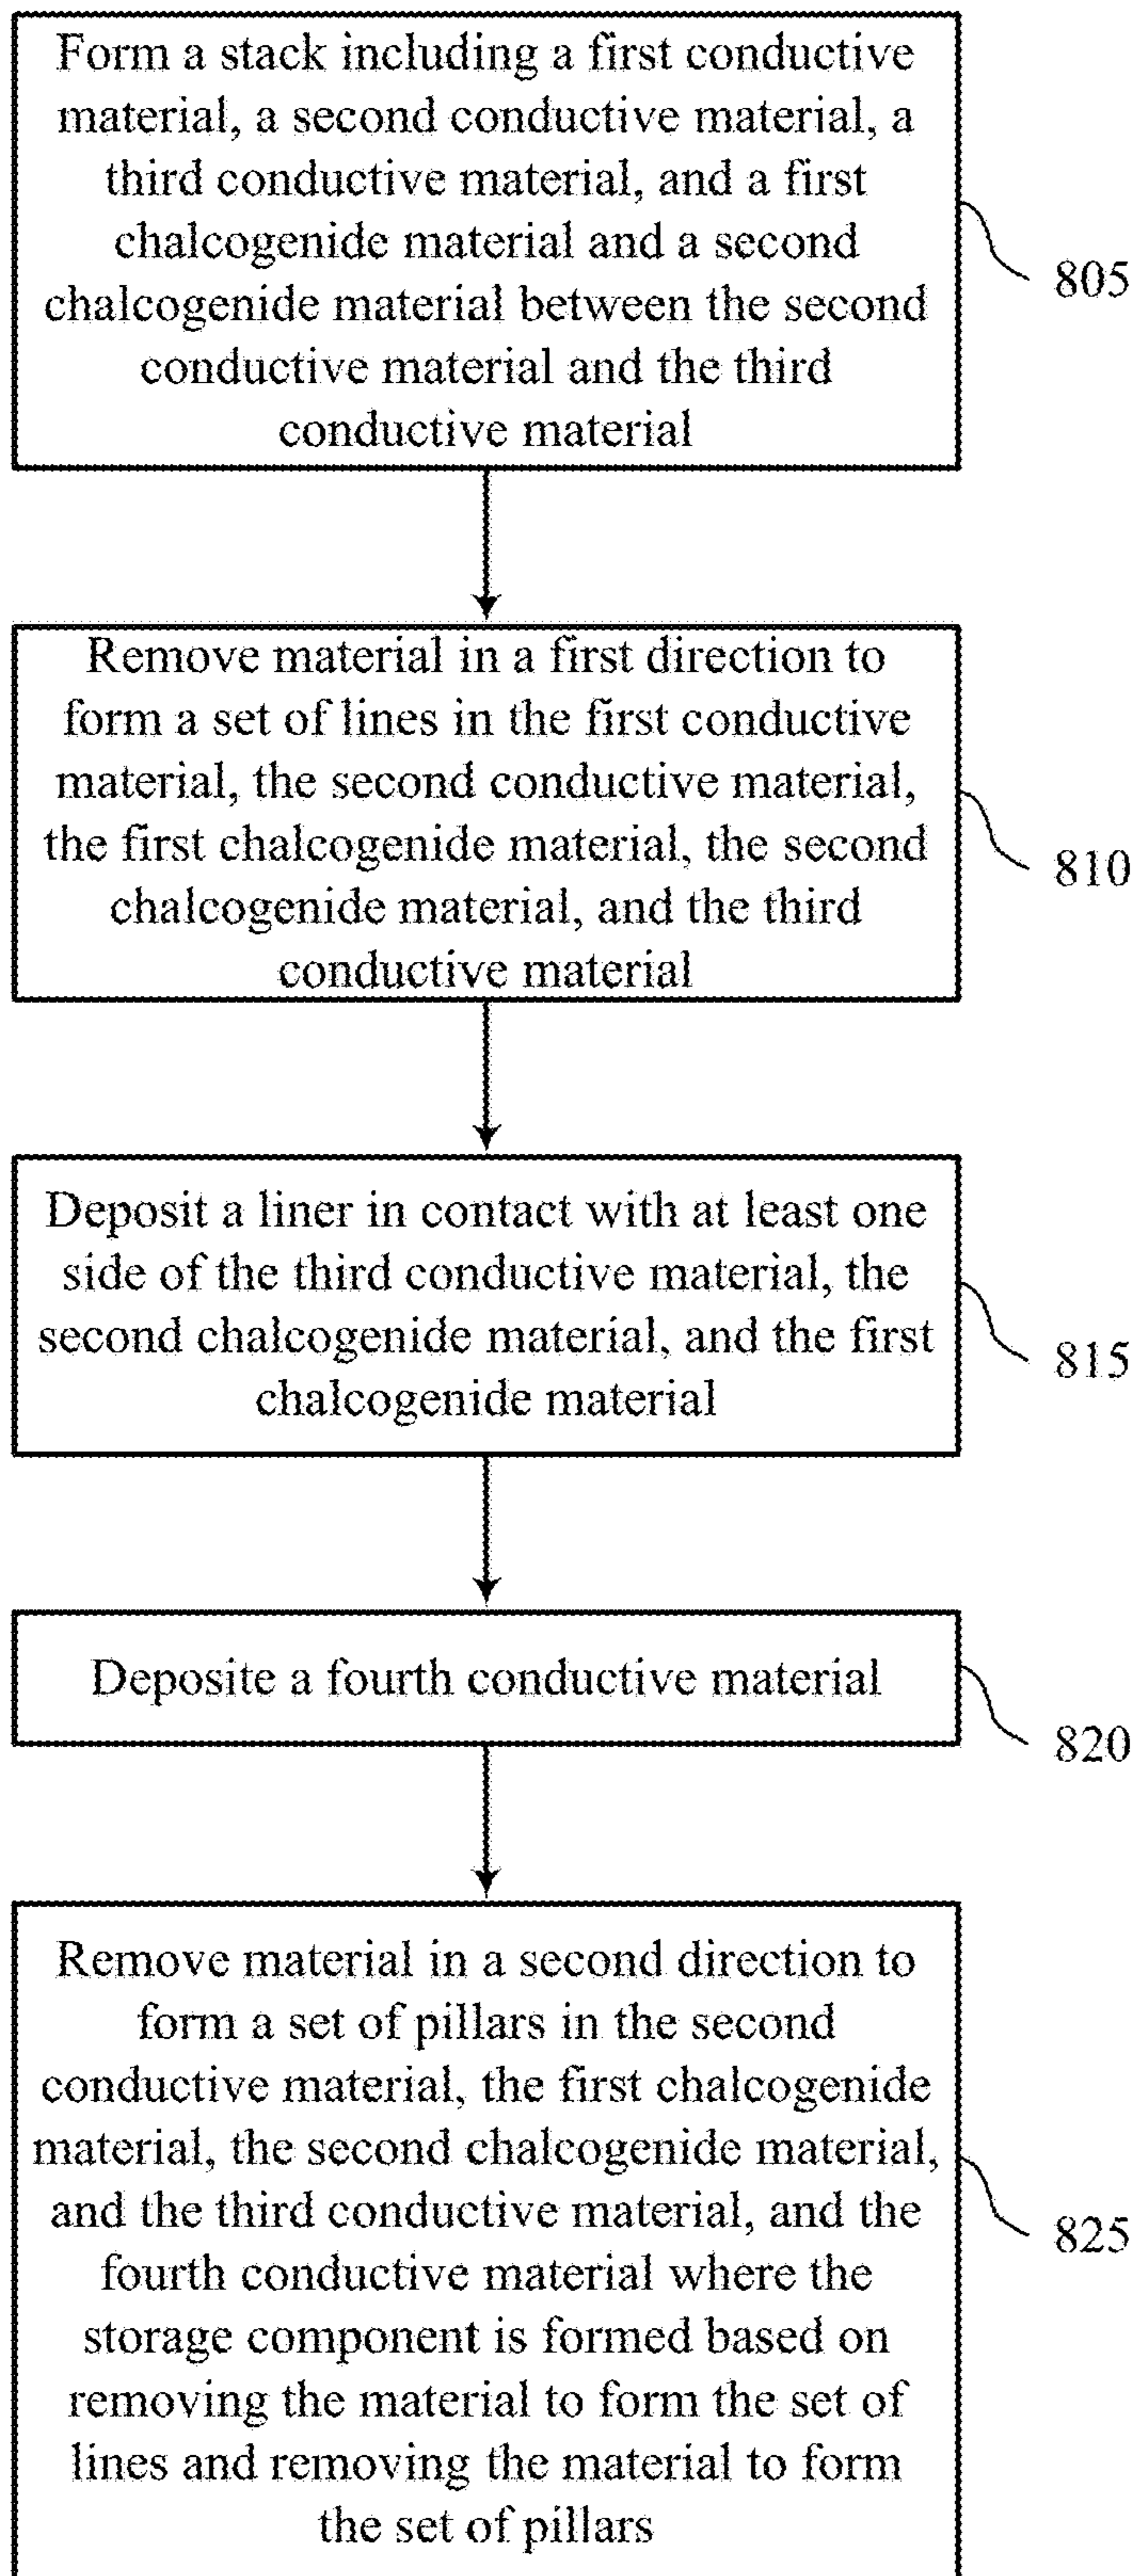 Form a stack including a first conductive
material, a second conductive material, a
third conductive material, and a first
chalcogenide material and a second
chalcogenide material between the second
conductive material and the third
conductive material
805
Remove material in a first direction to
form a set of lines in the first conductive
material, the second conductive material,
the first chalcogenide material, the second
chalcogenide material, and the third
conductive material
810
Deposit a liner in contact with at least one
side of the third conductive material, the
second chalcogenide material, and the first
chalcogenide material
815
Deposite a fourth conductive material
820
Remove material in a second direction to
form a set of pillars in the second
conductive material, the first chalcogenide
material, the second chalcogenide material,
and the third conductive material, and the
fourth conductive material where the
storage component is formed based on
removing the material to form the set of
lines and removing the material to form
the set of pillars
825